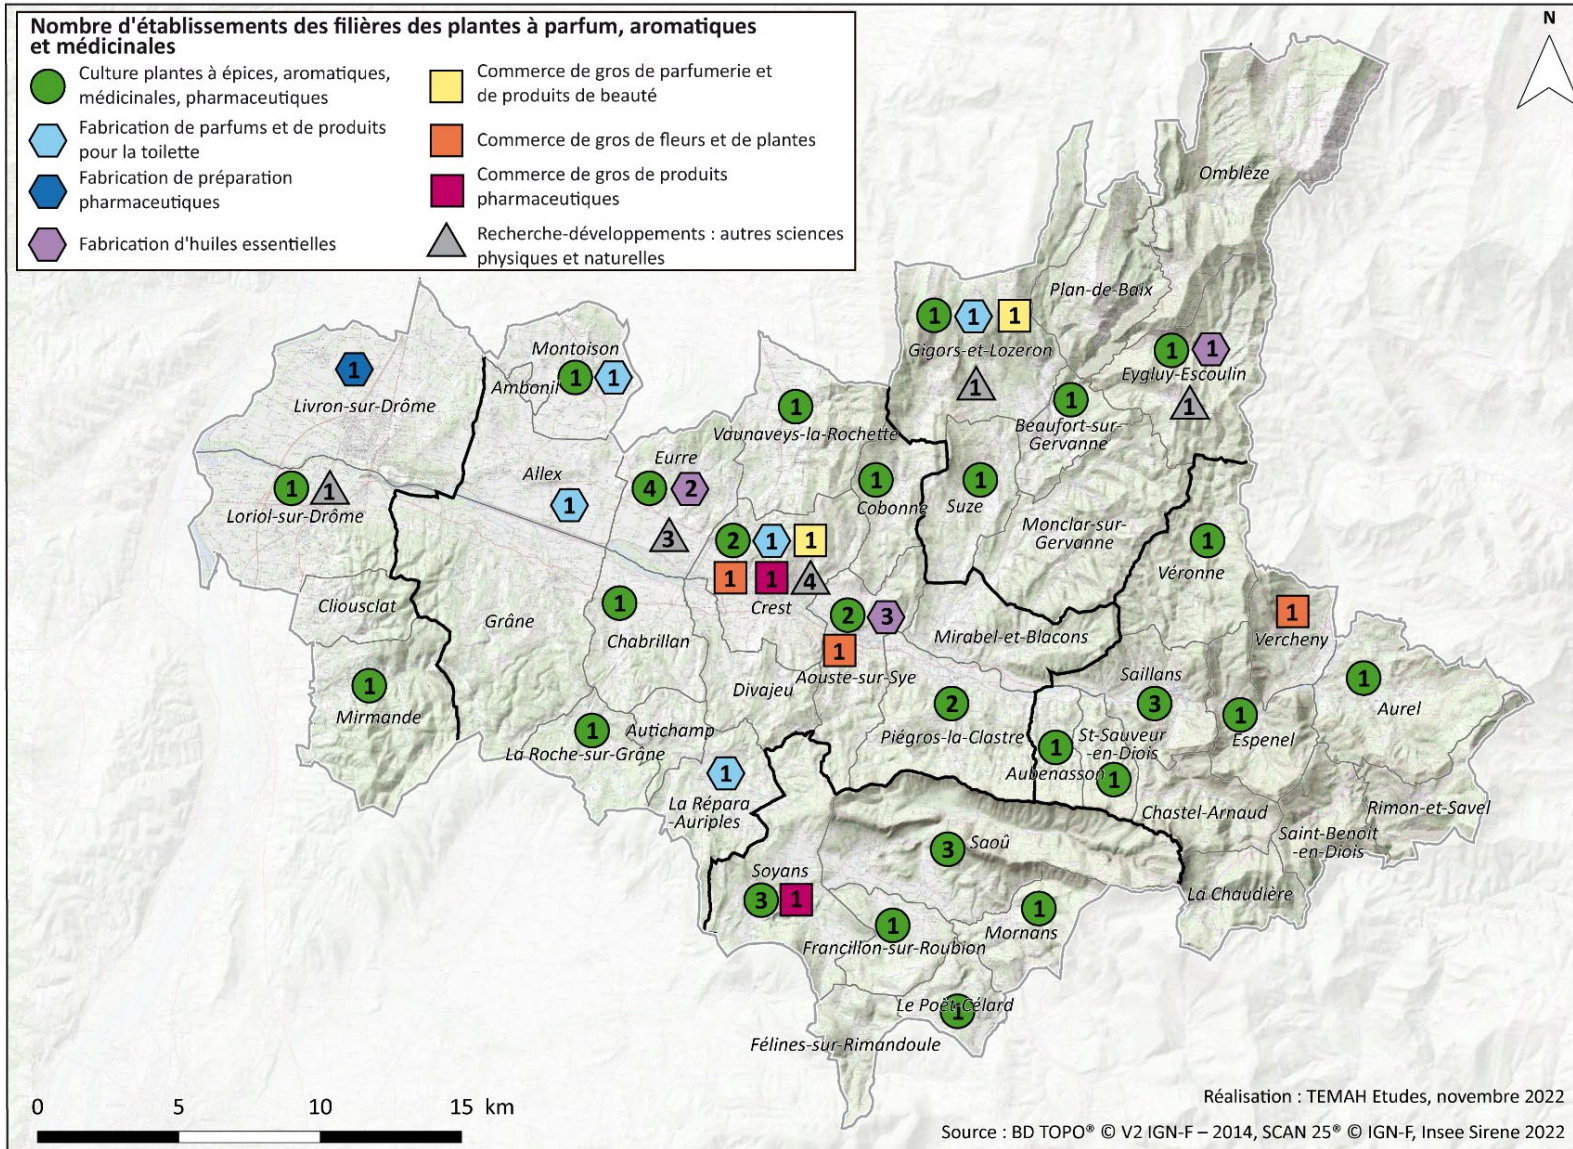 Nombre d'établissements des filières des plantes à parfum, aromatiques
et médicinales
Culture plantes à épices, aromatiques,
médicinales, pharmaceutiques
Fabrication de parfums et de produits
pour la toilette
Fabrication de préparation
pharmaceutiques
Fabrication d'huiles essentielles
Commerce de gros de parfumerie et
de produits de beauté
Commerce de gros de fleurs et de plantes
Commerce de gros de produits
pharmaceutiques
Recherche-développements : autres sciences
physiques et naturelles
N
Omblèze
Plan-de-Baix
1 1 1
Gigors-et-Lozeron
1
1 1
Eygluy-Escoulin
1
1
Beaufort-sur-
Gervanne
Montoison
1 1
Ambonil
1
Livron-sur-Drôme
1
Vaunaveys-la-Rochette
Allex
1
Eurre
4 2
3
1 1
Loriol-sur-Drôme
1
Cobonne
1
Suze
Monclar-sur-
Gervanne
1
Véronne
2 1 1
1 1 4
Crest
Cliousclat
Grâne
1
Chabrillan
2 3
1
Aouste-sur-Sye
Mirabel-et-Blacons
1
Vercheny
1
Mirmande
Divajeu
Saillans
3
1
Aurel
1
Espenel
2
Piégros-la-Clastre
St-Sauveur
-en-Diois
1
1
Aubenasson
1
La Roche-sur-Grâne
Autichamp
1
La Répara
-Auriples
Chastel-Arnaud
Rimon-et-Savel
Saint-Benoît
-en-Diois
3
Saoû
Soyans
3 1
La Chaudière
1
Francillon-sur-Roubion
1
Mornans
Le Poët-Célard
1
Félines-sur-Rimandoule
0 5 10 15 km
Réalisation : TEMAH Etudes, novembre 2022
Source : BD TOPO® © V2 IGN-F – 2014, SCAN 25® © IGN-F, Insee Sirene 2022